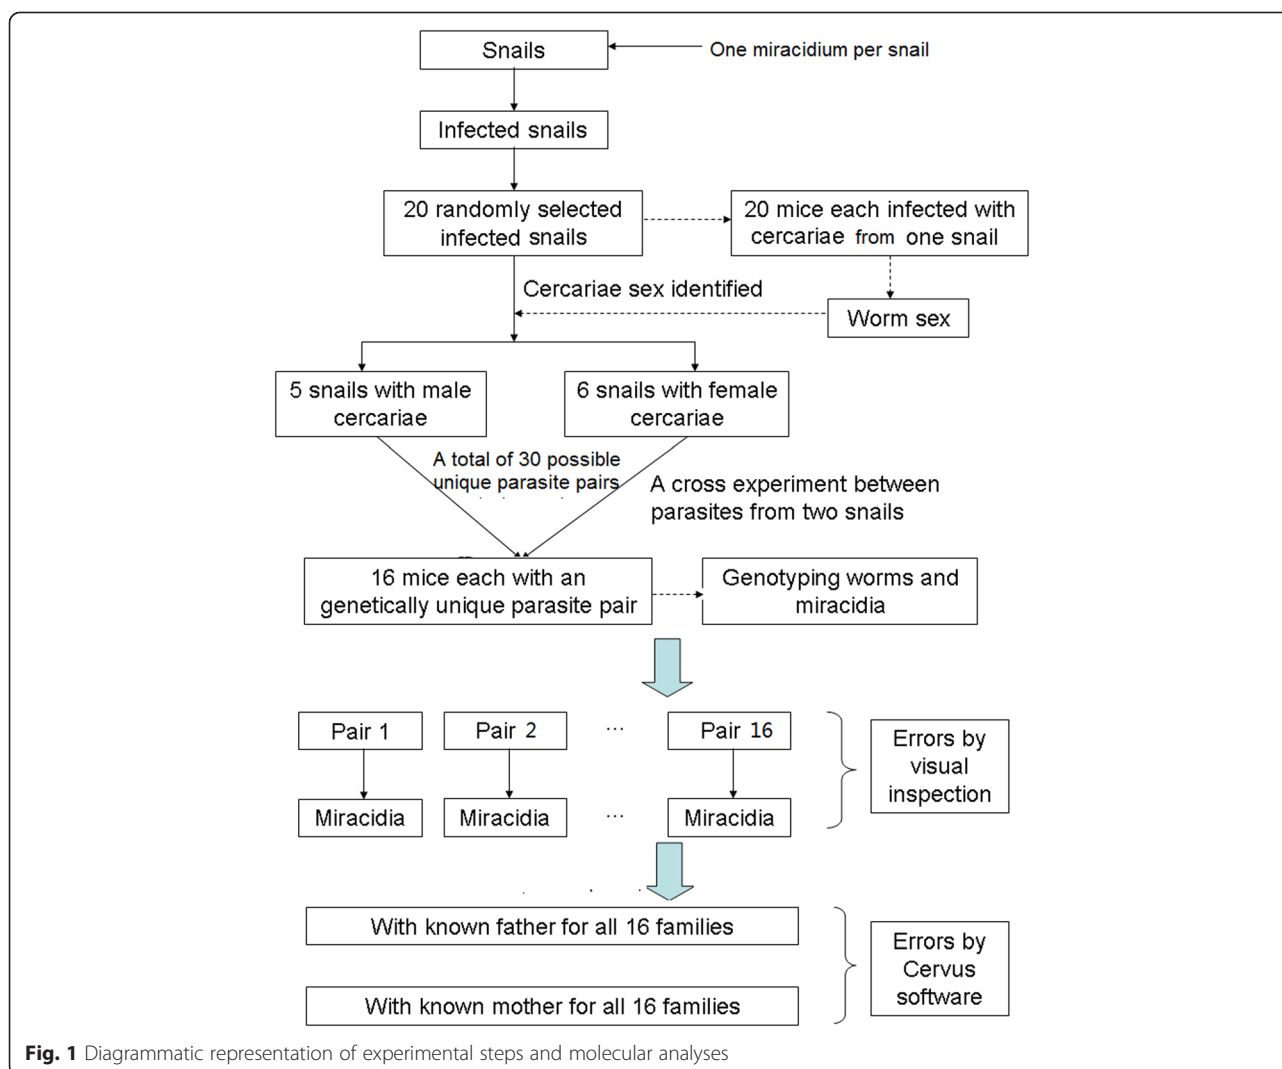 Snails
One miracidium per snail
Infected snails
20 randomly selected
infected snails
20 mice each infected with
cercariae from one snail
Cercariae sex identified
Worm sex
5 snails with male
cercariae
6 snails with female
cercariae
A total of 30 possible
unique parasite pairs
A cross experiment between
parasites from two snails
16 mice each with an
genetically unique parasite pair
Genotyping worms and
miracidia
Pair 1
Pair 2
...
Pair 16
Errors by
visual
inspection
Miracidia
Miracidia
...
Miracidia
With known father for all 16 families
With known mother for all 16 families
Errors by
Cervus
software
Fig. 1 Diagrammatic representation of experimental steps and molecular analyses